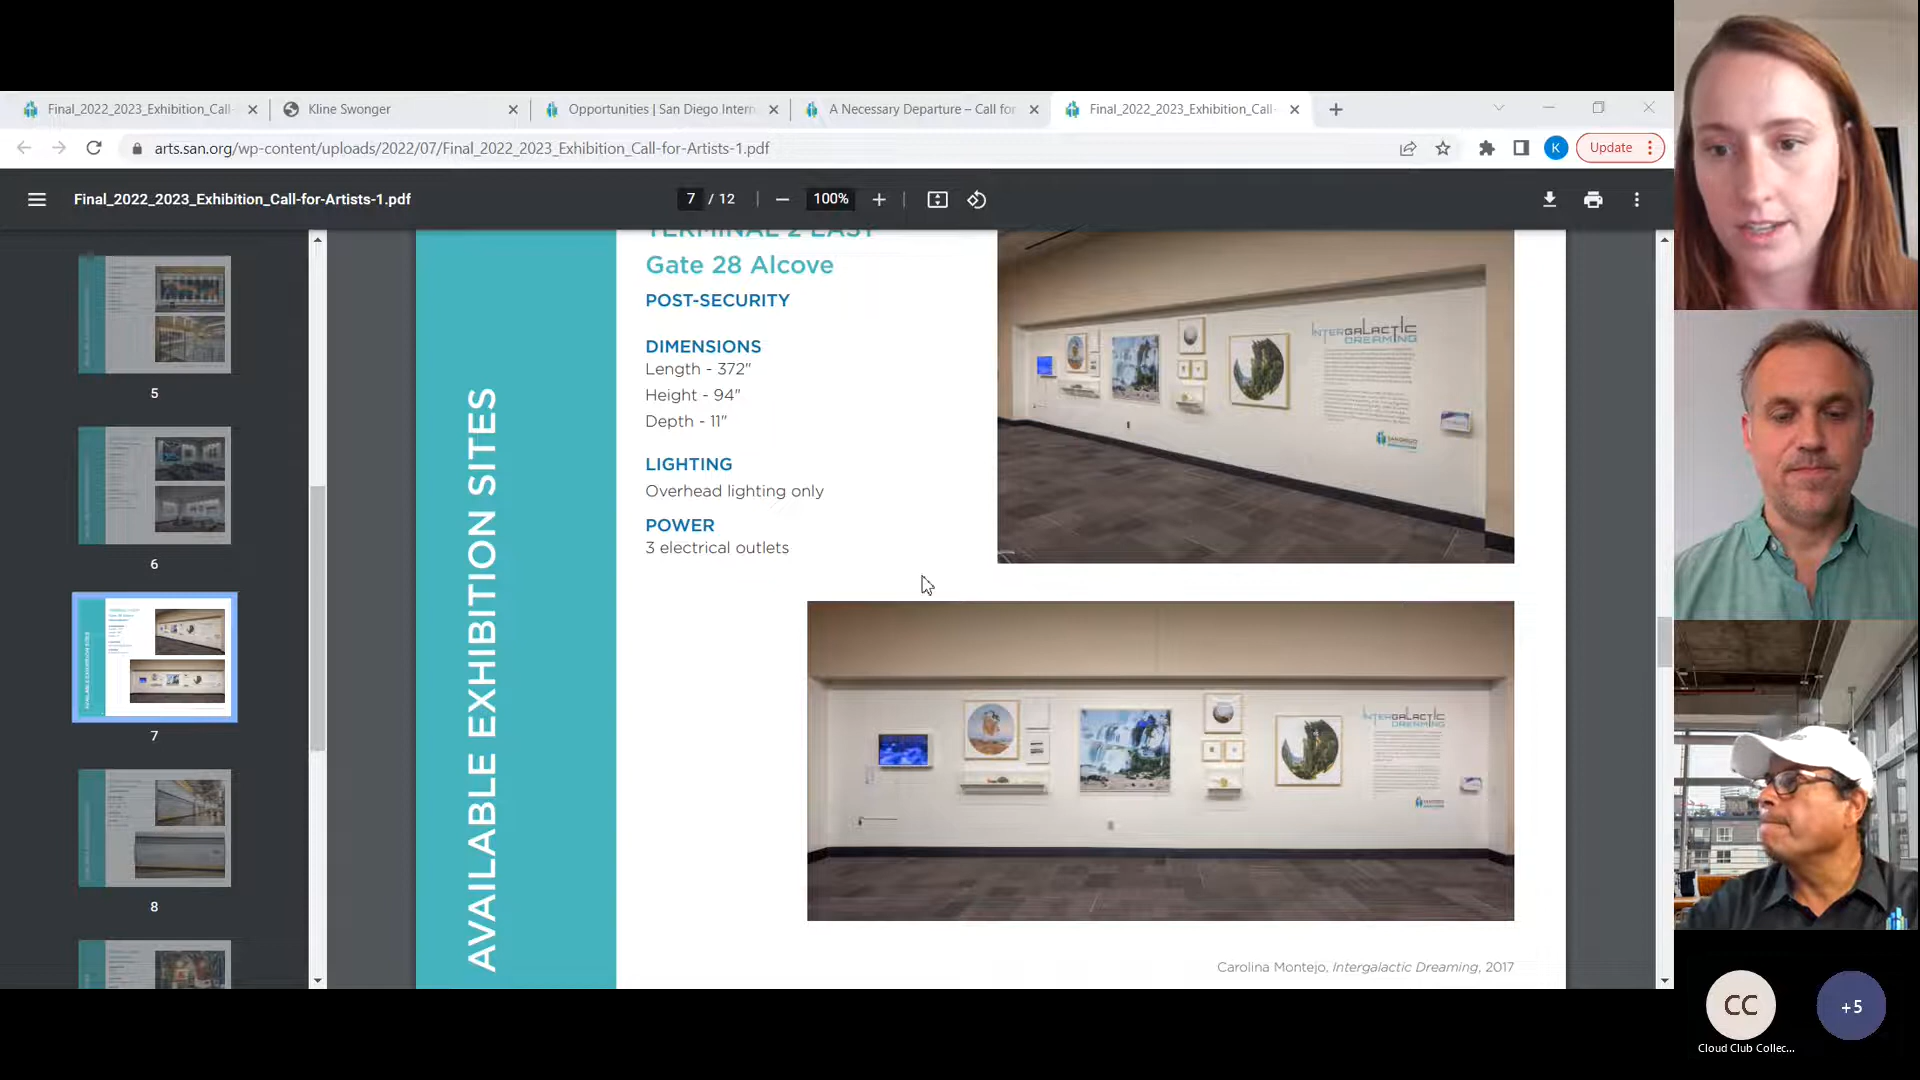 Final_2022_2023_Exhibition_Call-
Kline Swonger
Opportunities | San Diego Intern
A Necessary Departure – Call for
Final_2022_2023_Exhibition_Call-
arts.san.org/wp-content/uploads/2022/07/Final_2022_2023_Exhibition_Call-for-Artists-1.pdf
K
Update
Final_2022_2023_Exhibition_Call-for-Artists-1.pdf
7 / 12
100%
5
6
7
8
AVAILABLE EXHIBITION SITES
TERMINAL 2 EAST
Gate 28 Alcove
POST-SECURITY
DIMENSIONS
Length - 372"
Height - 94"
Depth - 11"
LIGHTING
Overhead lighting only
POWER
3 electrical outlets
INTERGALACTIC
DREAMING
INTERGALACTIC
DREAMING
Carolina Montejo, Intergalactic Dreaming, 2017
CC
+5
Cloud Club Collec...